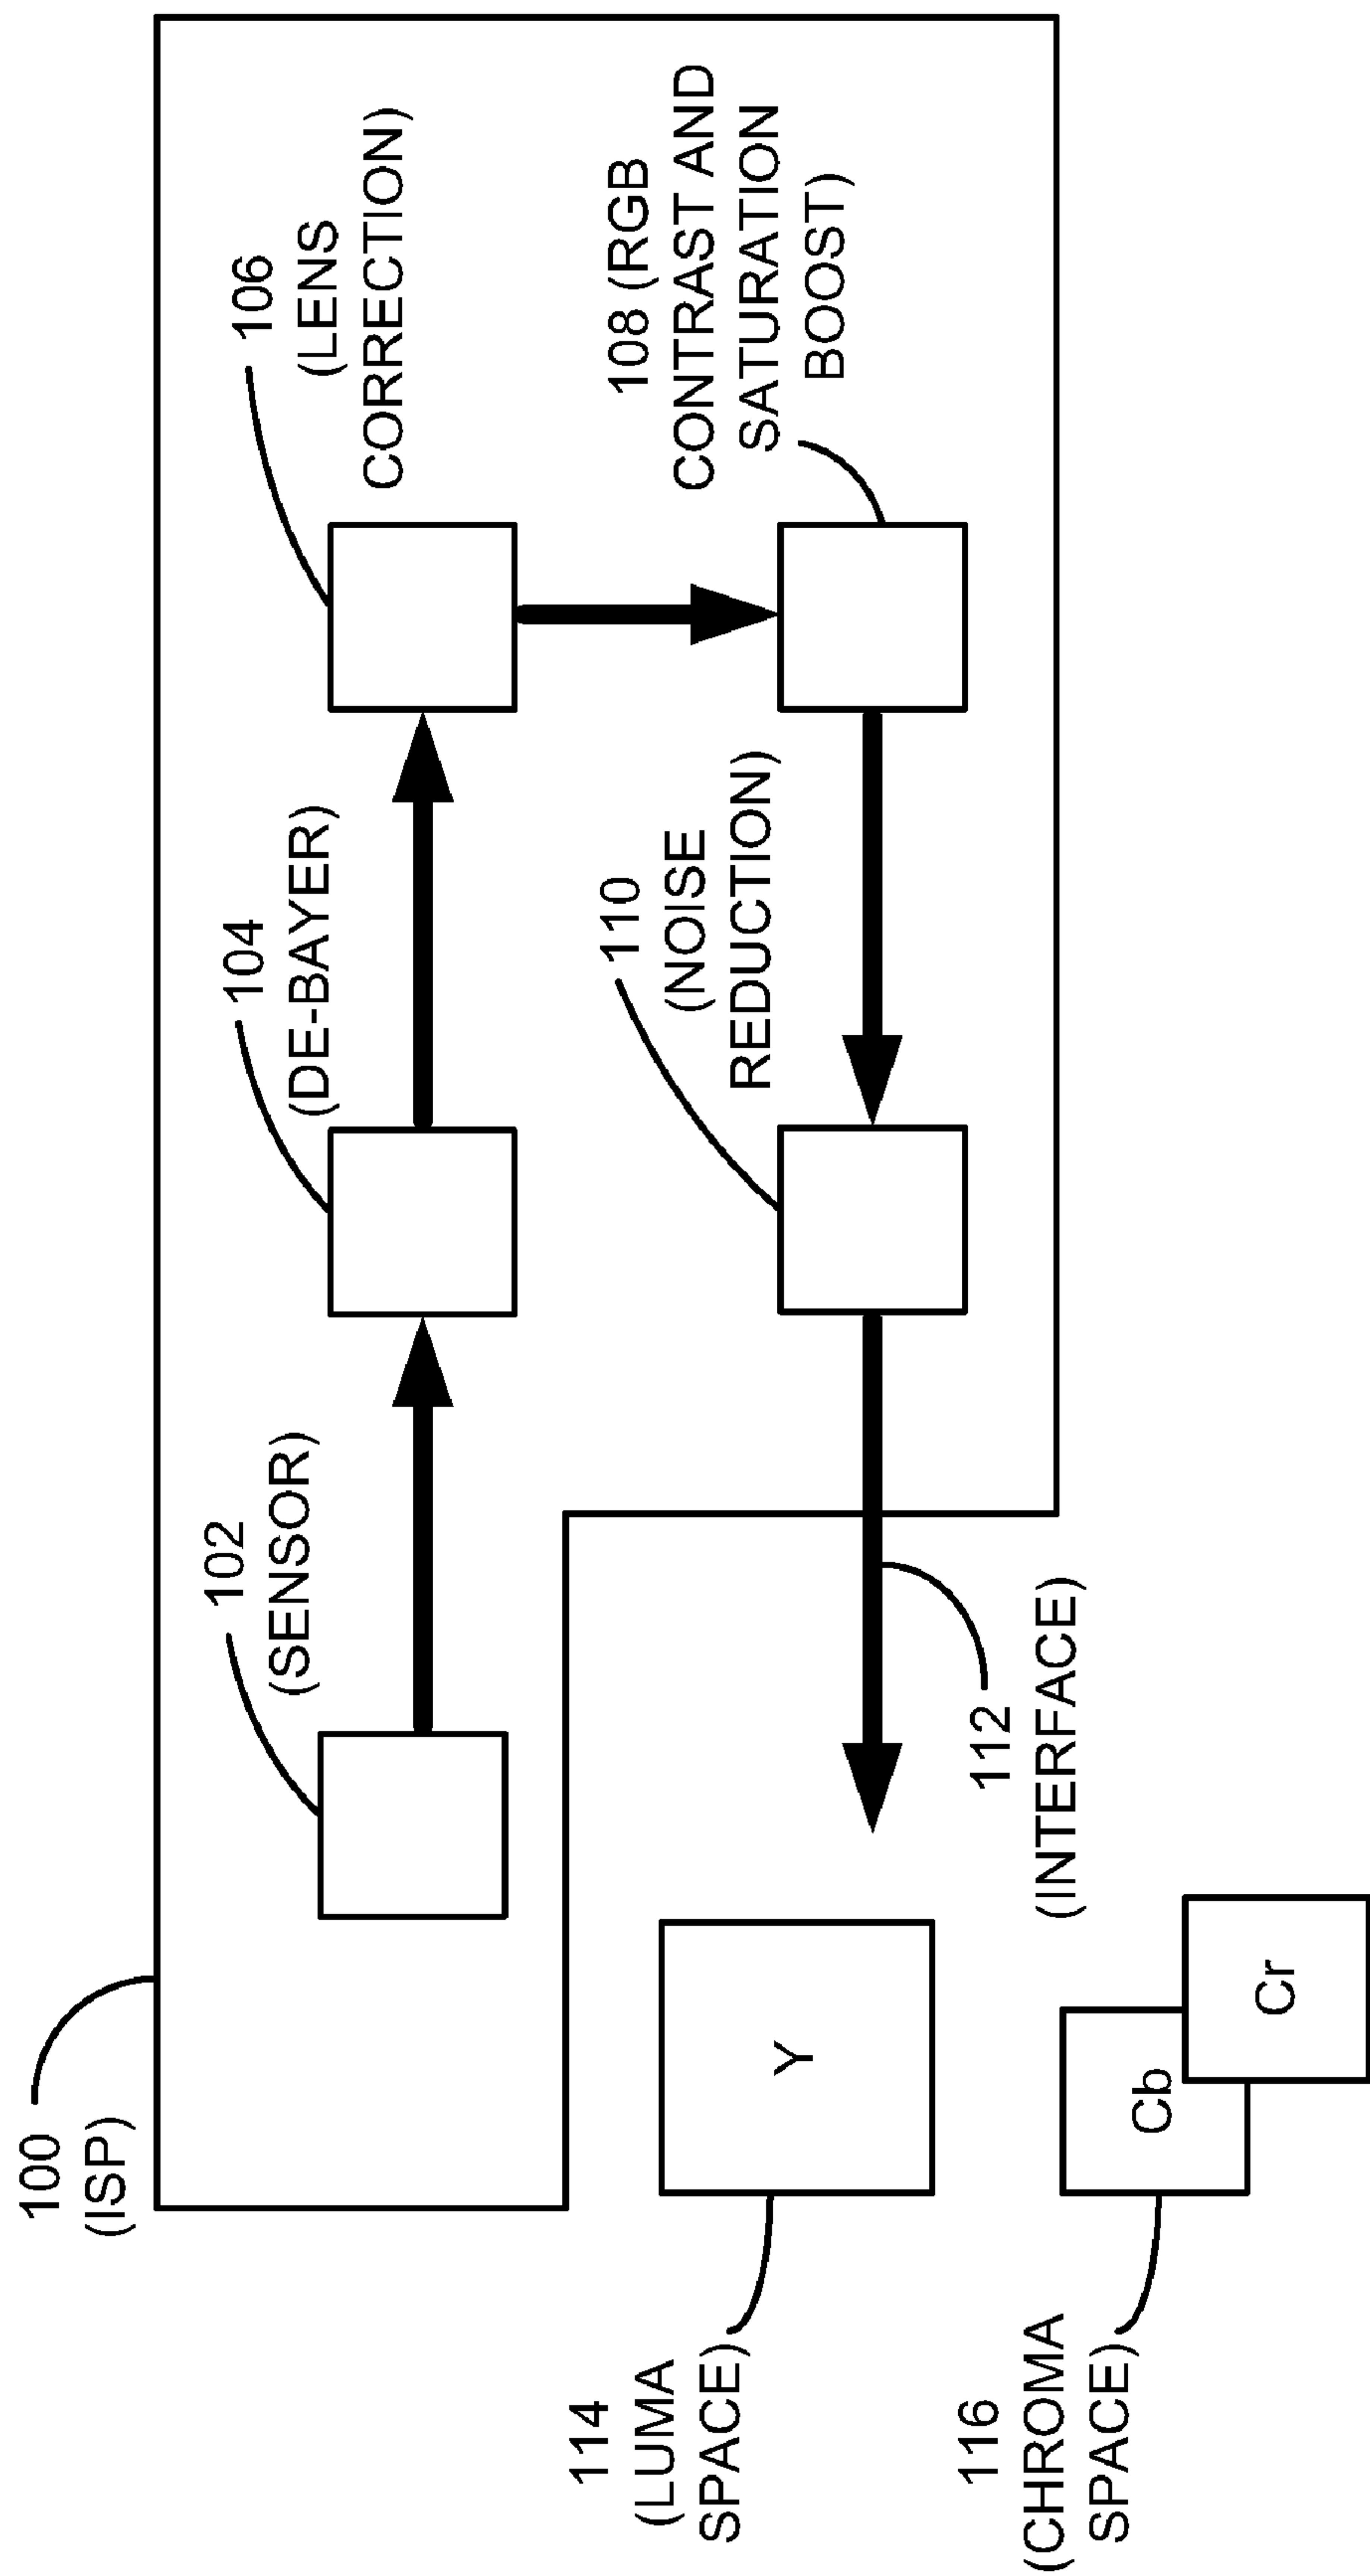 100
(ISP)
102
(SENSOR)
104
(DE-BAYER)
106
(LENS
CORRECTION)
108 (RGB
CONTRAST AND
SATURATION
BOOST)
110
(NOISE
REDUCTION)
112
(INTERFACE)
114
(LUMA
SPACE)
Y
116
(CHROMA
SPACE)
Cb
Cr